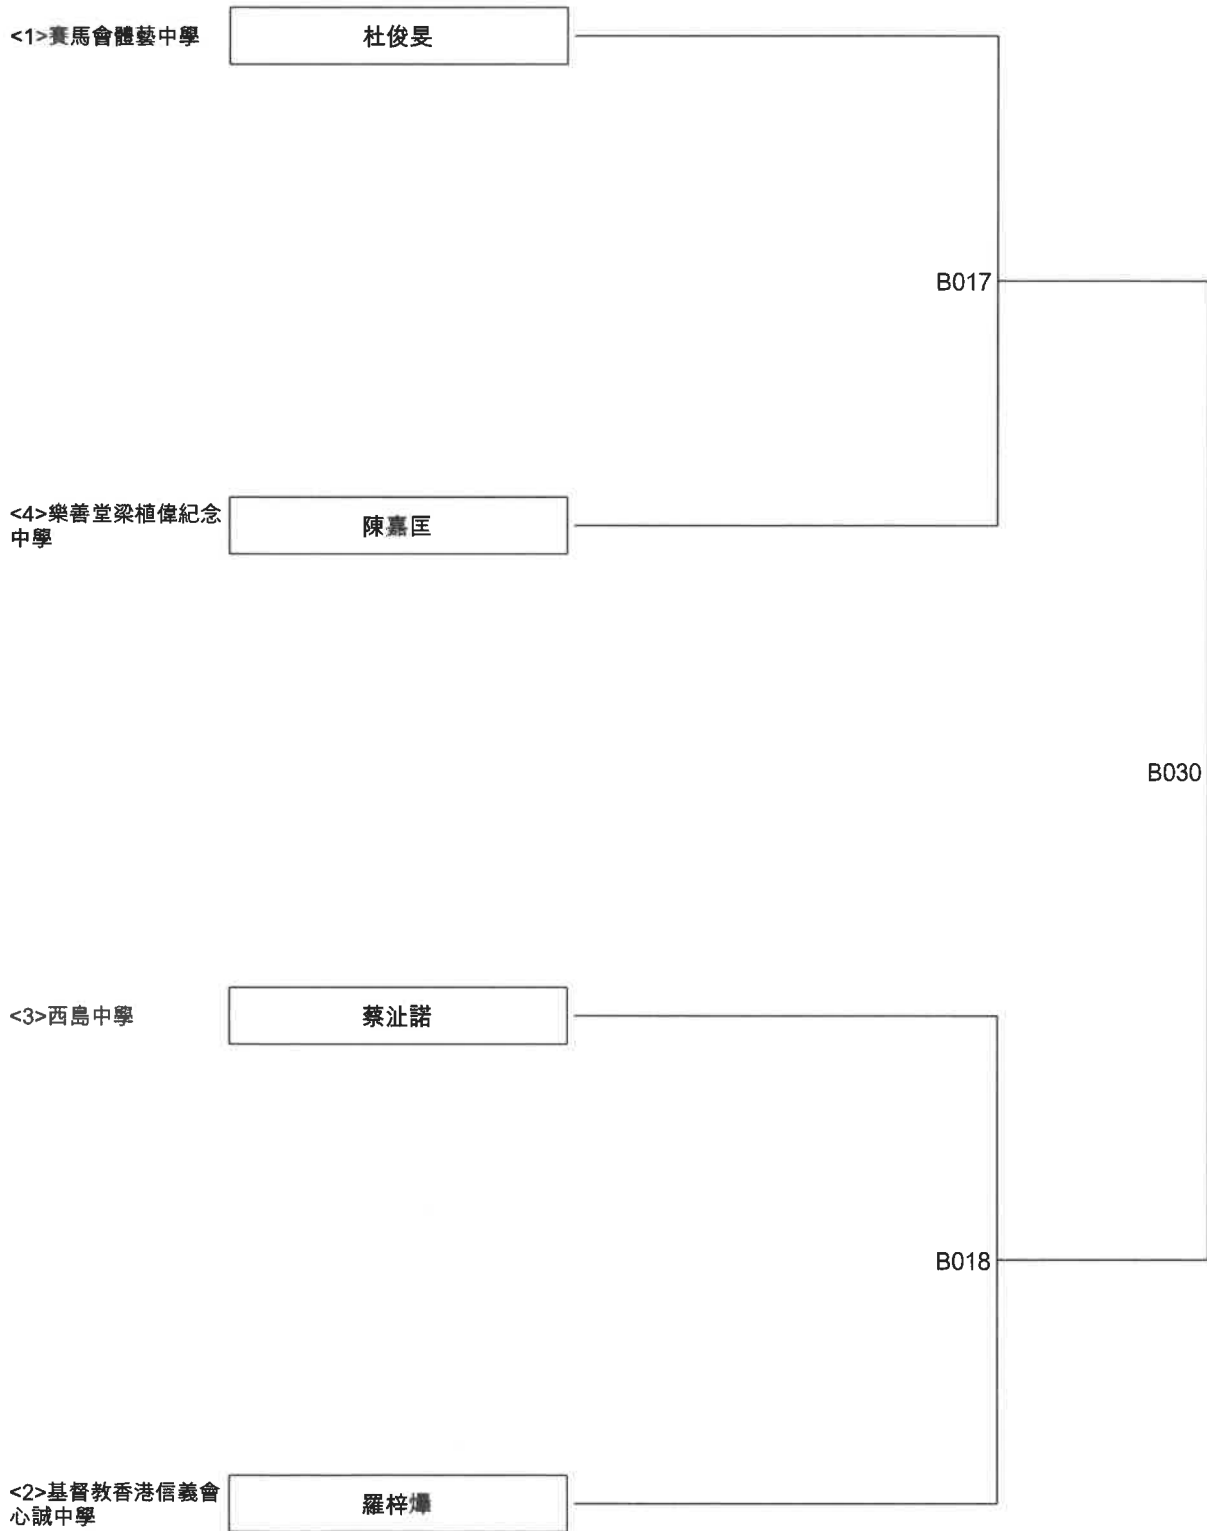 <1>賽馬會體藝中學
杜俊旻
B017
<4>樂善堂梁植偉紀念
中學
陳嘉匡
B030
<3>西島中學
蔡沚諾
B018
<2>基督教香港信義會
心誠中學
羅梓